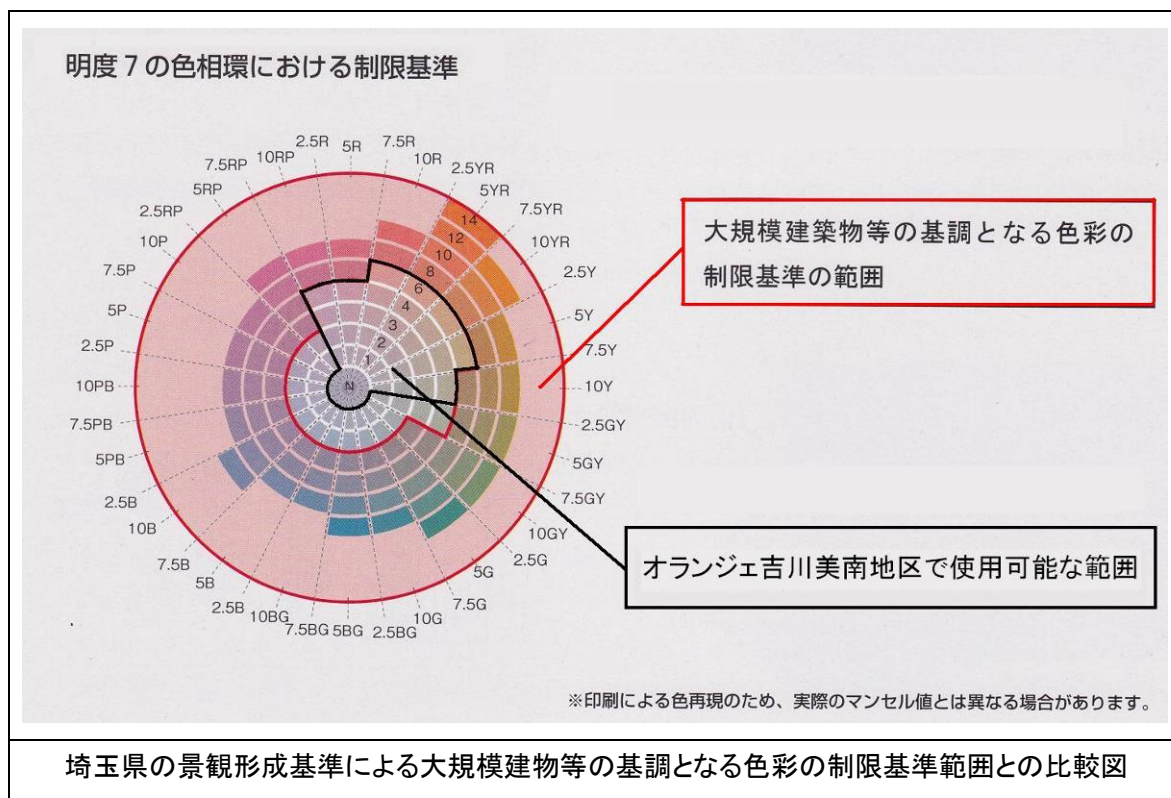 明度7の色相環における制限基準
5R
7.5R
10R
2.5YR
5YR
7.5YR
10YR
2.5Y
5Y
7.5Y
10Y
2.5GY
5GY
7.5GY
10GY
2.5G
5G
7.5G
10G
2.5BG
5BG
7.5BG
10BG
2.5B
5B
7.5B
10B
2.5B
5PB
7.5PB
10PB
2.5P
5P
7.5P
10P
2.5RP
5RP
7.5RP
10RP
2.5R
14
12
10
8
6
4
3
2
1
N
大規模建築物等の基調となる色彩の
制限基準の範囲
オランジェ吉川美南地区で使用可能な範囲
※印刷による色再現のため、実際のマンセル値とは異なる場合があります。
埼玉県の景観形成基準による大規模建物等の基調となる色彩の制限基準範囲との比較図